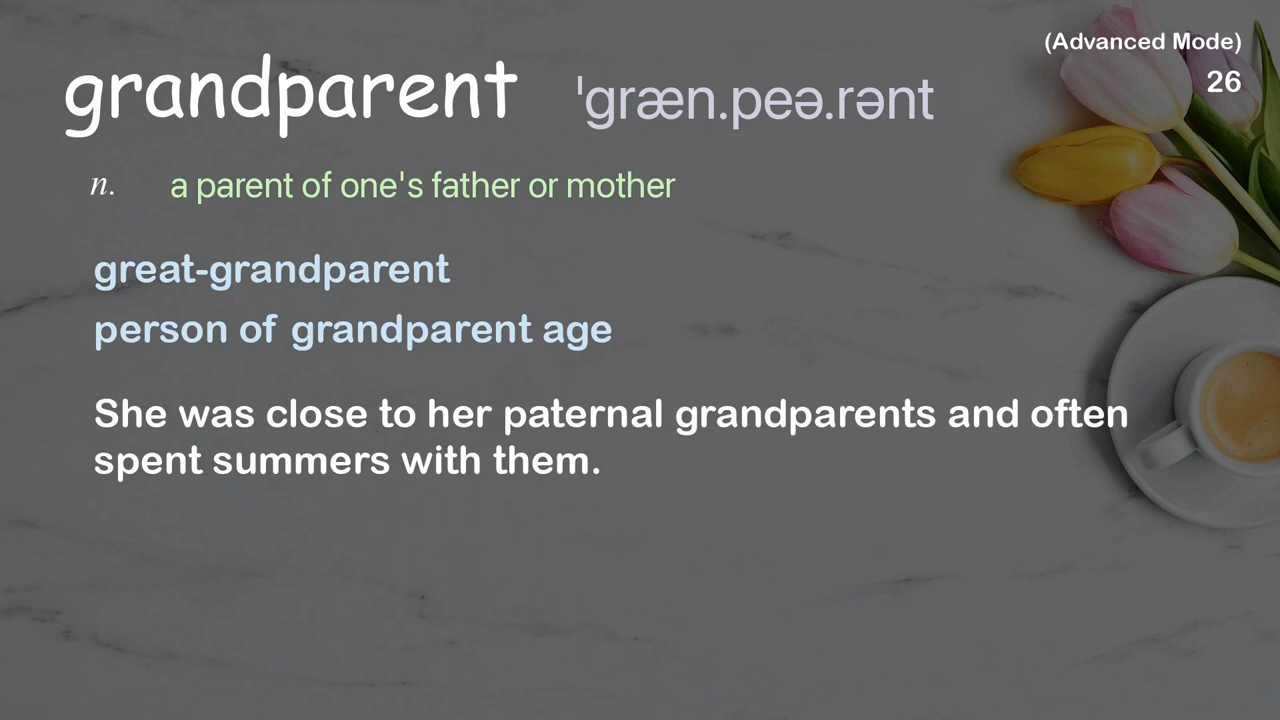 (Advanced Mode)
grandparent ˈɡræn.peə.rənt
26
n. a parent of one's father or mother
great-grandparent
person of grandparent age
She was close to her paternal grandparents and often
spent summers with them.